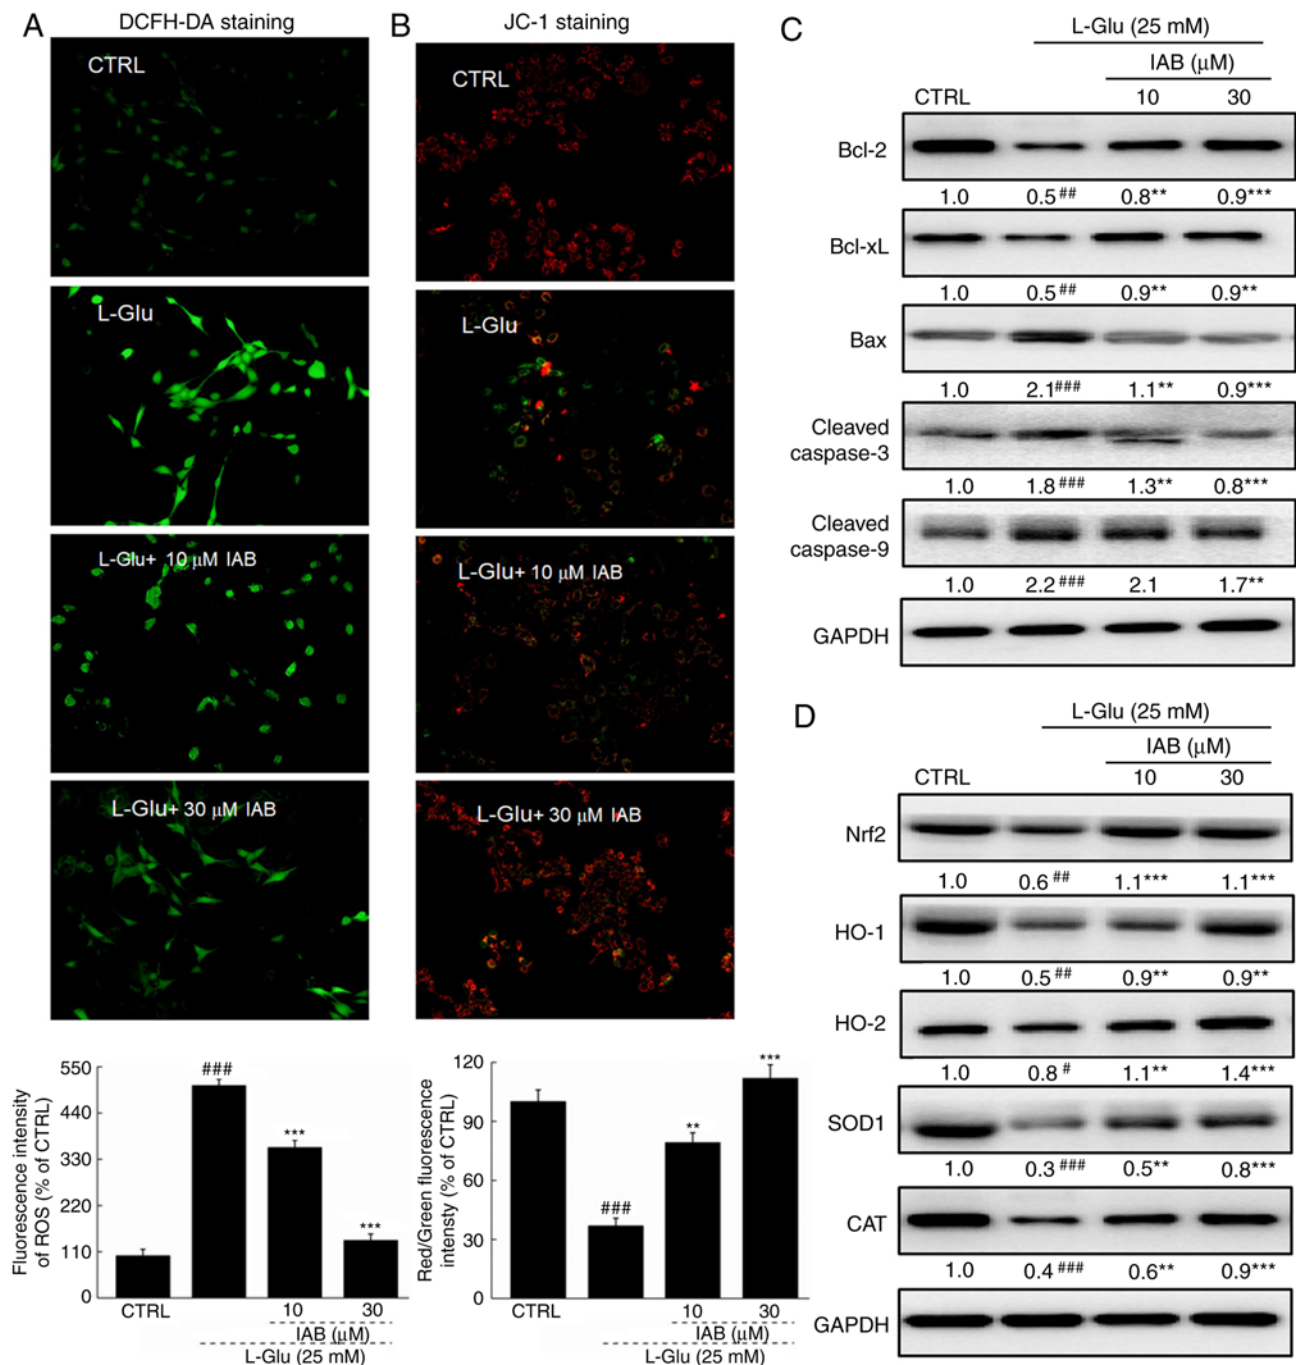 A
DCFH-DA staining
CTRL
L-Glu
L-Glu+ 10 μM IAB
L-Glu+ 30 μM IAB
Fluorescence intensity
of ROS (% of CTRL)
550
440
330
220
110
0
###
***
***
CTRL
10
30
IAB (μM)
L-Glu (25 mM)
B
JC-1 staining
CTRL
L-Glu
L-Glu+ 10 μM IAB
L-Glu+ 30 μM IAB
Red/Green fluorescence
intensty (% of CTRL)
120
90
60
30
0
###
**
***
CTRL
10
30
IAB (μM)
L-Glu (25 mM)
C
L-Glu (25 mM)
IAB (μM)
CTRL 10 30
Bcl-2
1.0 0.5## 0.8** 0.9***
Bcl-xL
1.0 0.5## 0.9** 0.9**
Bax
1.0 2.1### 1.1** 0.9***
Cleaved
caspase-3
1.0 1.8### 1.3** 0.8***
Cleaved
caspase-9
1.0 2.2### 2.1 1.7**
GAPDH
D
L-Glu (25 mM)
IAB (μM)
CTRL 10 30
Nrf2
1.0 0.6## 1.1*** 1.1***
HO-1
1.0 0.5## 0.9** 0.9**
HO-2
1.0 0.8# 1.1** 1.4***
SOD1
1.0 0.3### 0.5** 0.8***
CAT
1.0 0.4### 0.6** 0.9***
GAPDH